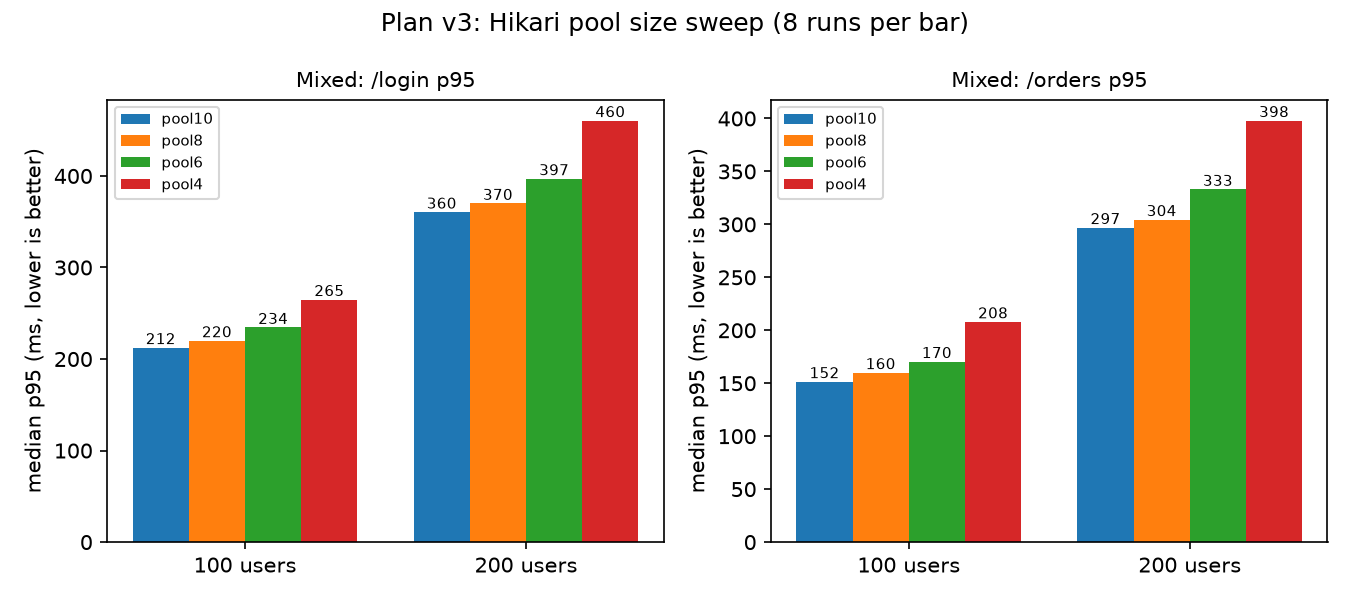 Plan v3: Hikari pool size sweep (8 runs per bar)
Mixed: /login p95
median p95 (ms, lower is better)
400
300
200
100
0
pool10
pool8
pool6
pool4
212
220
234
265
360
370
397
460
100 users
200 users
Mixed: /orders p95
median p95 (ms, lower is better)
400
350
300
250
200
150
100
50
0
pool10
pool8
pool6
pool4
152
160
170
208
297
304
333
398
100 users
200 users